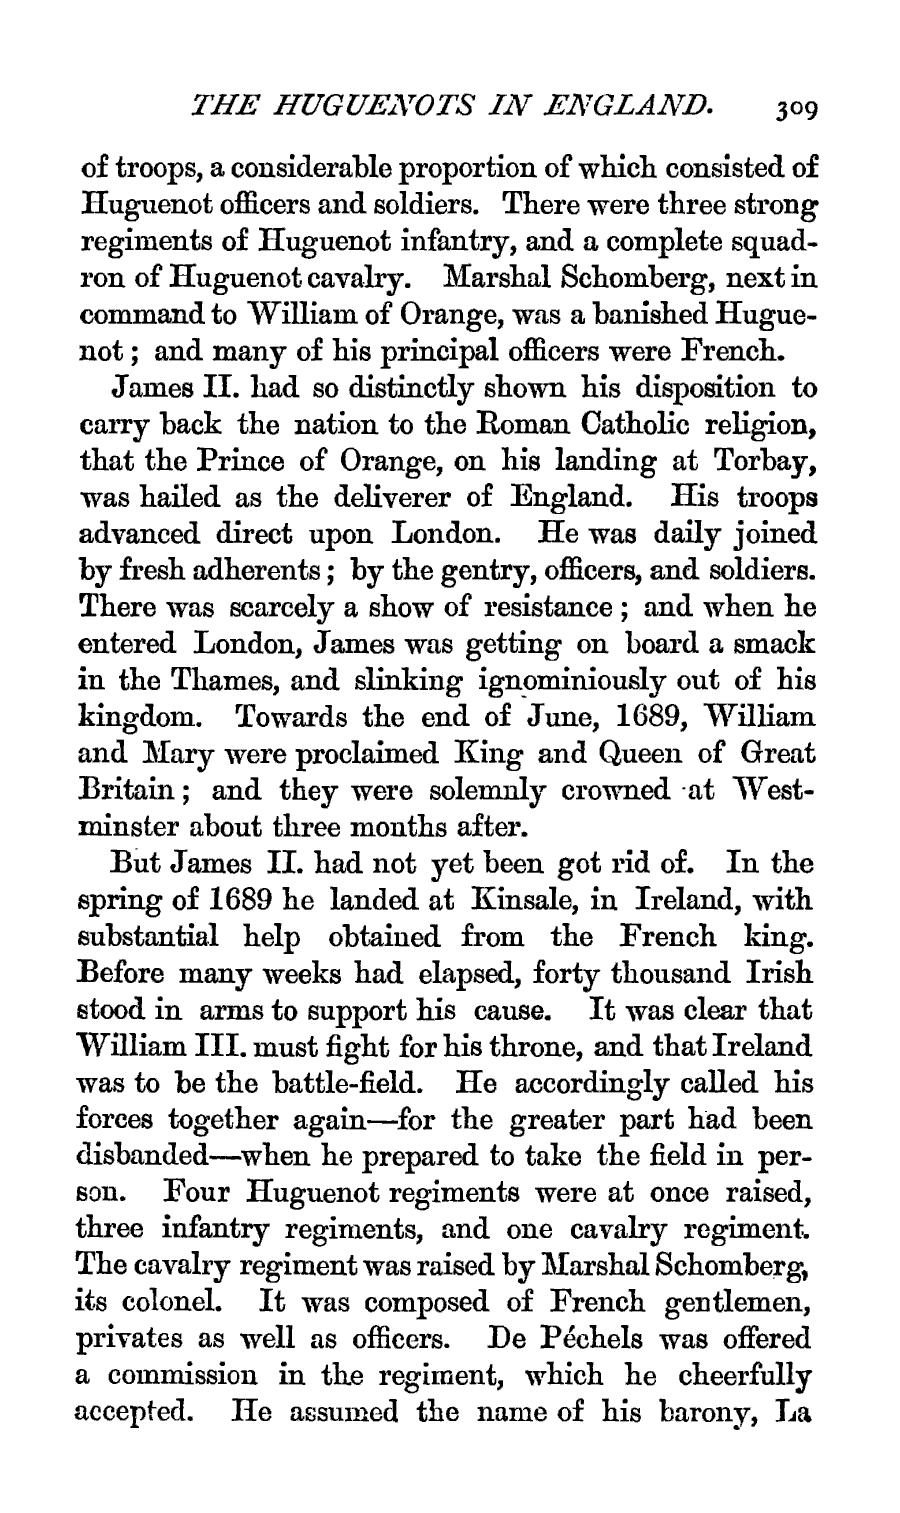 THE HUGUENOTS IN ENGLAND. 309
of troops, a considerable proportion of which consisted of
Huguenot officers and soldiers. There were three strong
regiments of Huguenot infantry, and a complete squad-
ron of Huguenot cavalry. Marshal Schomberg, next in
command to William of Orange, was a banished Hugue-
not; and many of his principal officers were French.
James II. had so distinctly shown his disposition to
carry back the nation to the Roman Catholic religion,
that the Prince of Orange, on his landing at Torbay,
was hailed as the deliverer of England. His troops
advanced direct upon London. He was daily joined
by fresh adherents; by the gentry, officers, and soldiers.
There was scarcely a show of resistance; and when he
entered London, James was getting on board a smack
in the Thames, and slinking ignominiously out of his
kingdom. Towards the end of June, 1689, William
and Mary were proclaimed King and Queen of Great
Britain; and they were solemnly crowned at West-
minster about three months after.
But James II. had not yet been got rid of. In the
spring of 1689 he landed at Kinsale, in Ireland, with
substantial help obtained from the French king.
Before many weeks had elapsed, forty thousand Irish
stood in arms to support his cause. It was clear that
William III. must fight for his throne, and that Ireland
was to be the battle-field. He accordingly called his
forces together again—for the greater part had been
disbanded—when he prepared to take the field in per-
son. Four Huguenot regiments were at once raised,
three infantry regiments, and one cavalry regiment.
The cavalry regiment was raised by Marshal Schomberg,
its colonel. It was composed of French gentlemen,
privates as well as officers. De Péchels was offered
a commission in the regiment, which he cheerfully
accepted. He assumed the name of his barony, La